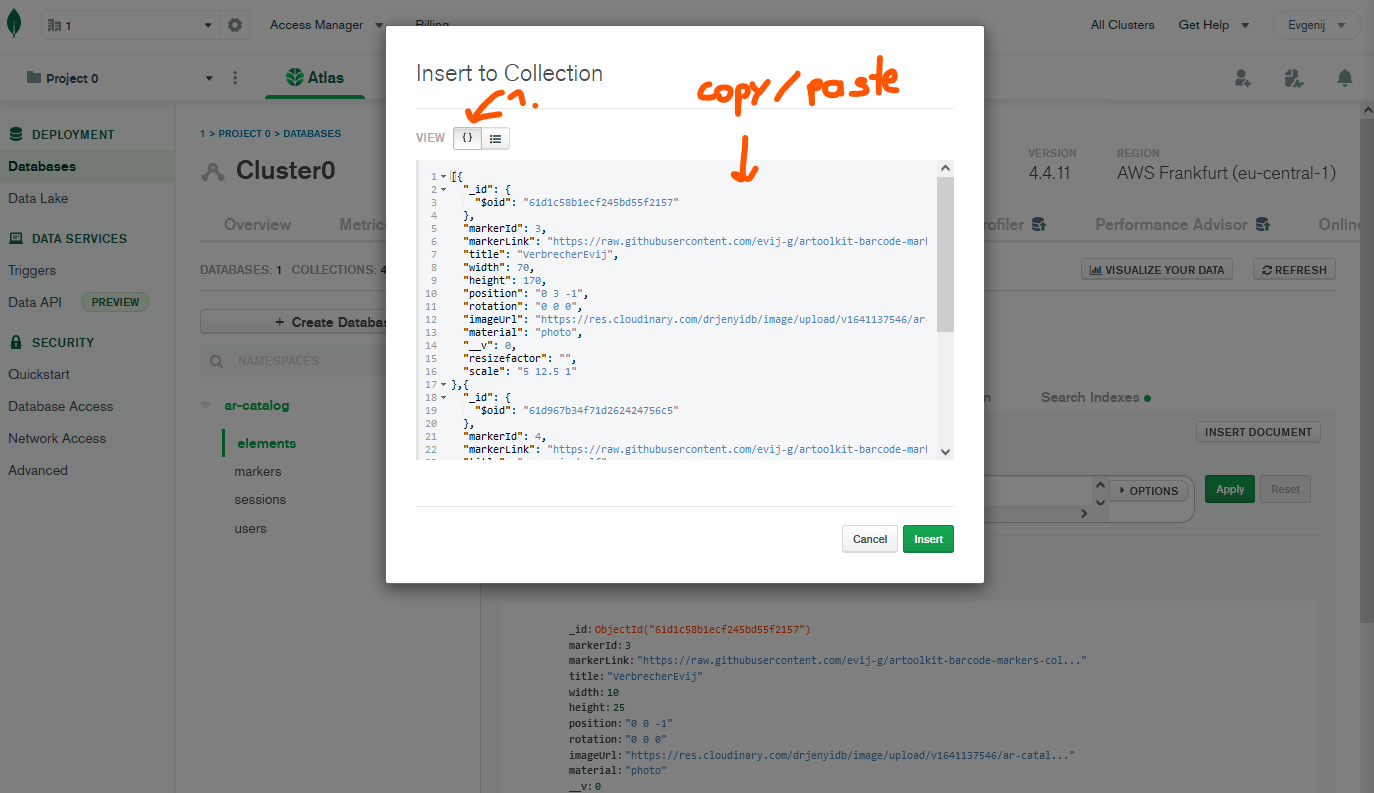 1
Access Manager
Billing
All Clusters
Get Help
Evgenij
Project 0
Atlas
DEPLOYMENT
Databases
Data Lake
DATA SERVICES
Triggers
Data API PREVIEW
SECURITY
Quickstart
Database Access
Network Access
Advanced
1 > PROJECT 0 > DATABASES
Cluster0
VERSION
4.4.11
REGION
AWS Frankfurt (eu-central-1)
Overview
Metric
rofiler
Performance Advisor
Onlin
DATABASES: 1 COLLECTIONS: 4
VISUALIZE YOUR DATA
REFRESH
+ Create Databa
NAMESPACES
ar-catalog
elements
markers
sessions
users
Search Indexes
INSERT DOCUMENT
OPTIONS
Apply
Reset
Insert to Collection
1.
copy/paste
VIEW {}
1 [{
2 "_id": {
3 "$oid": "61d1c58b1ecf245bd55f2157"
4 },
5 "markerId": 3,
6 "markerLink": "https://raw.githubusercontent.com/evij-g/artoolkit-barcode-mark
7 "title": "VerbrecherEvij",
8 "width": 70,
9 "height": 170,
10 "position": "0 3 -1",
11 "rotation": "0 0 0",
12 "imageUrl": "https://res.cloudinary.com/drjenyidb/image/upload/v1641137546/ar-
13 "material": "photo",
14 "__v": 0,
15 "resizefactor": "",
16 "scale": "5 12.5 1"
17 },{
18 "_id": {
19 "$oid": "61d967b34f71d262424756c5"
20 },
21 "markerId": 4,
22 "markerLink": "https://raw.githubusercontent.com/evij-g/artoolkit-barcode-mark
Cancel
Insert
_id: ObjectId("61d1c58b1ecf245bd55f2157")
markerId: 3
markerLink: "https://raw.githubusercontent.com/evij-g/artoolkit-barcode-markers-col..."
title: "VerbrecherEvij"
width: 10
height: 25
position: "0 0 -1"
rotation: "0 0 0"
imageUrl: "https://res.cloudinary.com/drjenyidb/image/upload/v1641137546/ar-catal..."
material: "photo"
__v: 0